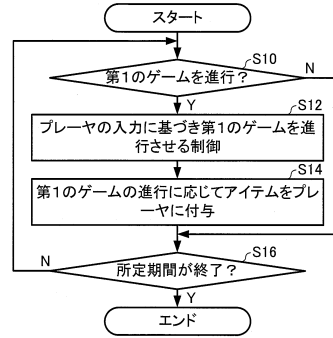 スタート
S10
第1のゲームを進行?
N
Y
S12
プレーヤの入力に基づき第1のゲームを進
行させる制御
S14
第1のゲームの進行に応じてアイテムをプレ
ーヤに付与
S16
N
所定期間が終了?
Y
エンド